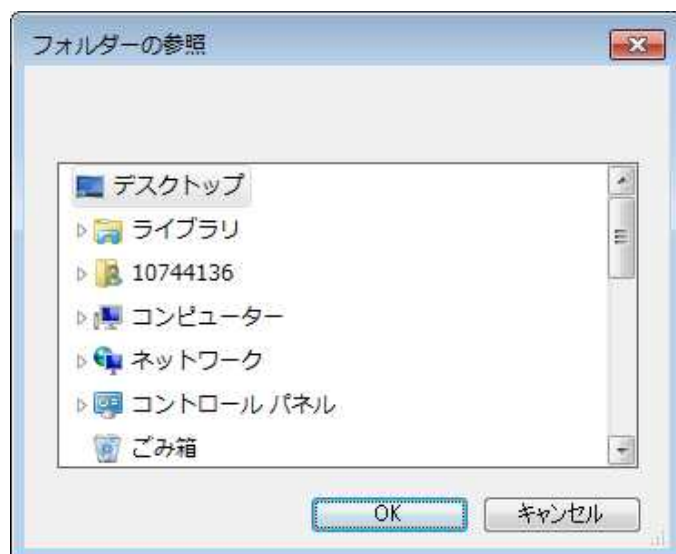 フォルダーの参照
デスクトップ
ライブラリ
10744136
コンピューター
ネットワーク
コントロール パネル
ごみ箱
OK キャンセル